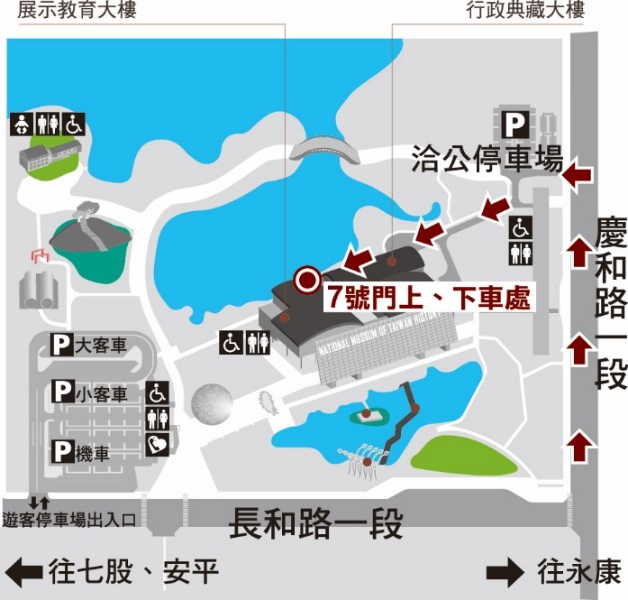 展示教育大樓
行政典藏大樓
P
洽公停車場
慶和路一段
7號門上、下車處
NATIONAL MUSEUM OF TAIWAN HISTORY
P大客車
P小客車
P機車
遊客停車場出入口
長和路一段
往七股、安平
往永康